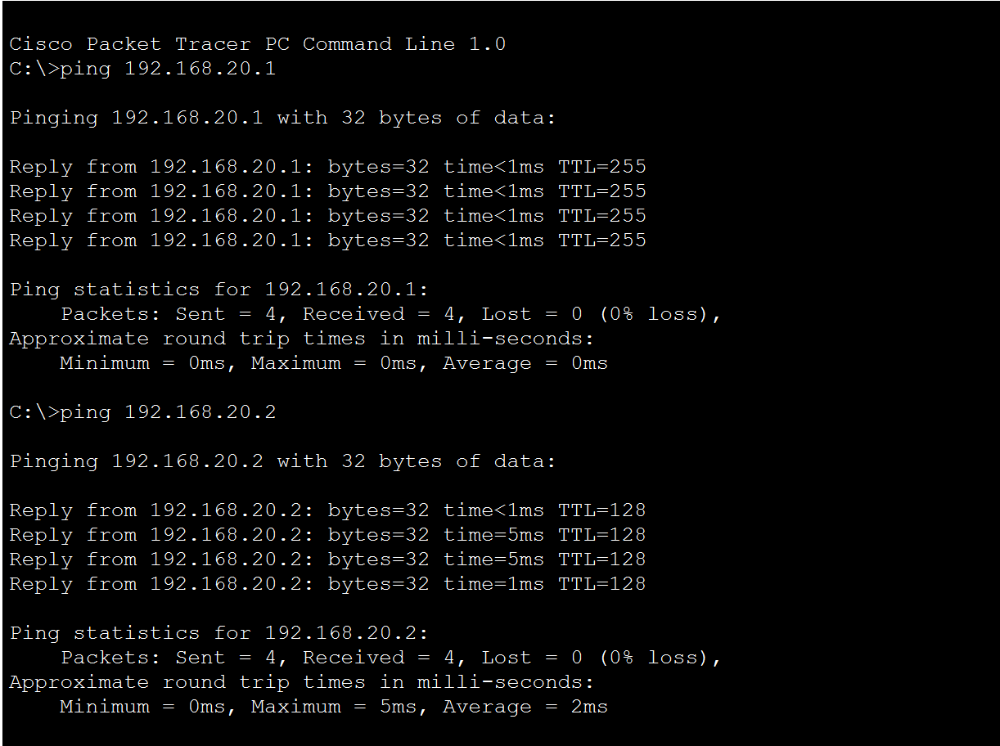 Cisco Packet Tracer PC Command Line 1.0
C:\>ping 192.168.20.1
Pinging 192.168.20.1 with 32 bytes of data:
Reply from 192.168.20.1: bytes=32 time<1ms TTL=255
Reply from 192.168.20.1: bytes=32 time<1ms TTL=255
Reply from 192.168.20.1: bytes=32 time<1ms TTL=255
Reply from 192.168.20.1: bytes=32 time<1ms TTL=255
Ping statistics for 192.168.20.1:
    Packets: Sent = 4, Received = 4, Lost = 0 (0% loss),
Approximate round trip times in milli-seconds:
    Minimum = 0ms, Maximum = 0ms, Average = 0ms
C:\>ping 192.168.20.2
Pinging 192.168.20.2 with 32 bytes of data:
Reply from 192.168.20.2: bytes=32 time<1ms TTL=128
Reply from 192.168.20.2: bytes=32 time=5ms TTL=128
Reply from 192.168.20.2: bytes=32 time=5ms TTL=128
Reply from 192.168.20.2: bytes=32 time=1ms TTL=128
Ping statistics for 192.168.20.2:
    Packets: Sent = 4, Received = 4, Lost = 0 (0% loss),
Approximate round trip times in milli-seconds:
    Minimum = 0ms, Maximum = 5ms, Average = 2ms